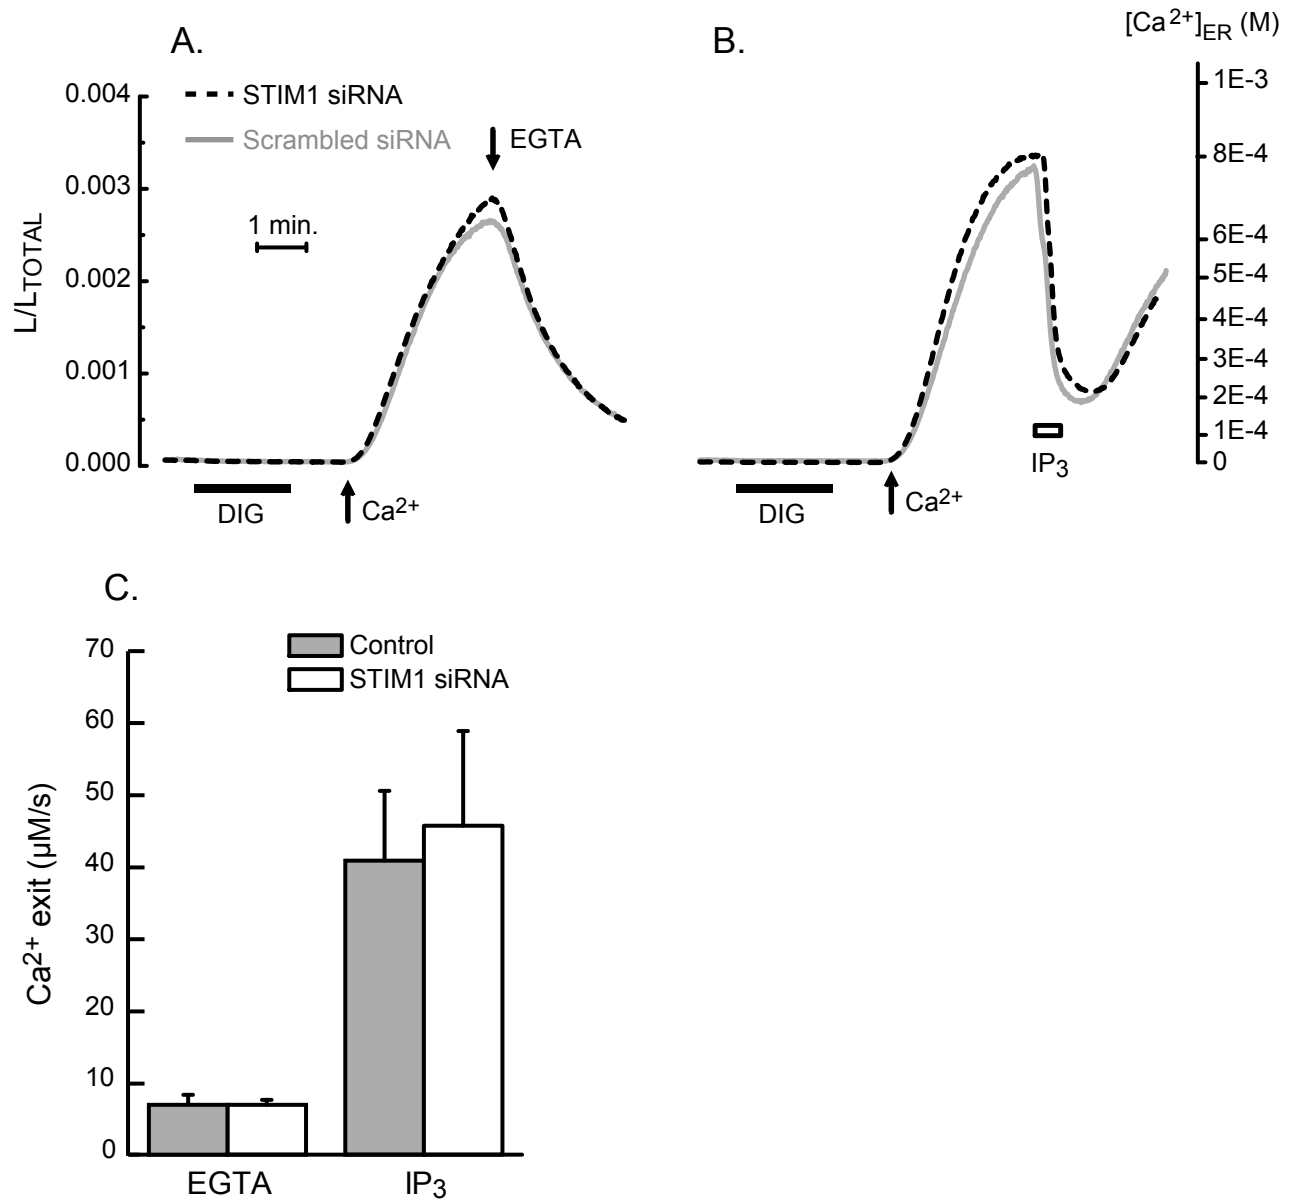 A.
STIM1 siRNA
Scrambled siRNA
EGTA
1 min.
L/L_TOTAL
0.004
0.003
0.002
0.001
0.000
DIG
Ca²⁺
B.
[Ca²⁺]ER (M)
1E-3
8E-4
6E-4
5E-4
4E-4
3E-4
2E-4
1E-4
0
IP₃
DIG
Ca²⁺
C.
Control
STIM1 siRNA
Ca²⁺ exit (µM/s)
70
60
50
40
30
20
10
0
EGTA
IP₃